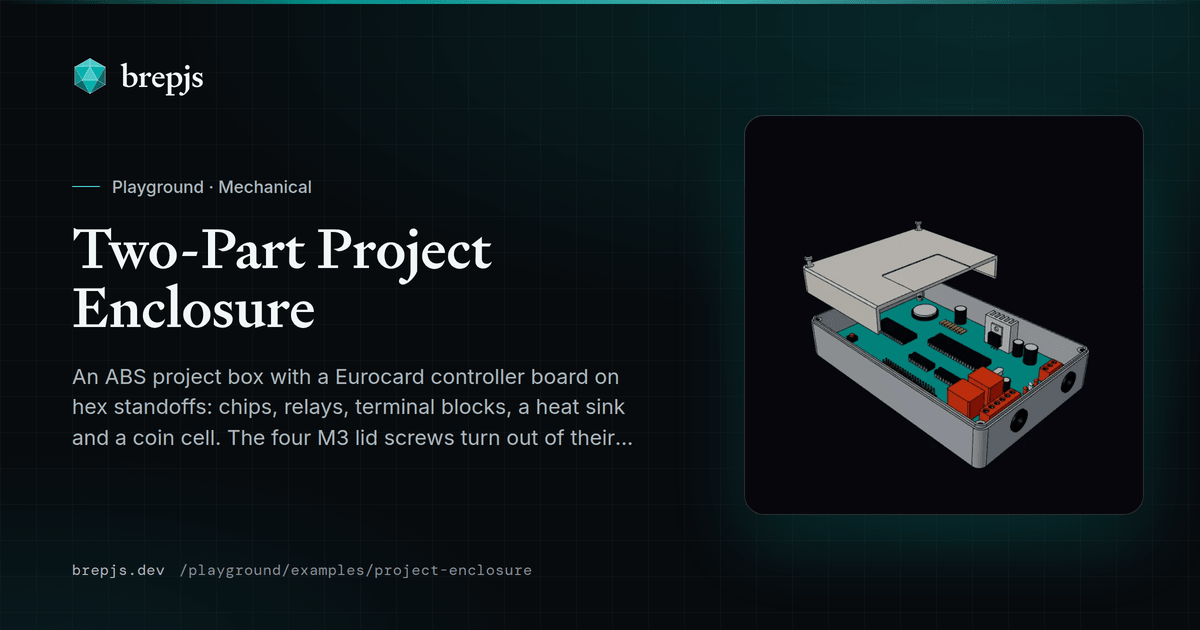 brepjs
Playground · Mechanical
Two-Part Project
Enclosure
An ABS project box with a Eurocard controller board on
hex standoffs: chips, relays, terminal blocks, a heat sink
and a coin cell. The four M3 lid screws turn out of their...
brepjs.dev /playground/examples/project-enclosure